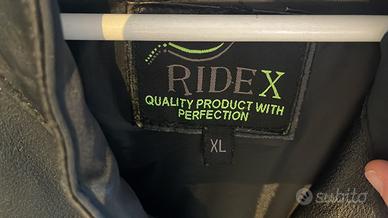 RIDEX
QUALITY PRODUCT WITH
PERFECTION
XL
subito